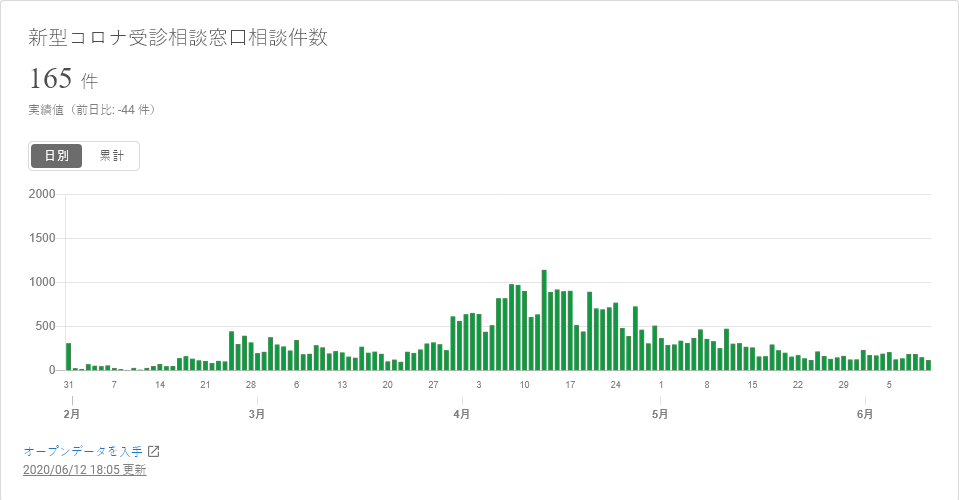 新型コロナ受診相談窓口相談件数
165 件
実績値（前日比: -44 件）
日別 累計
2000
1500
1000
500
0
31 7 14 21 28 6 13 20 27 3 10 17 24 1 8 15 22 29 5
2月 3月 4月 5月 6月
オープンデータを入手
2020/06/12 18:05 更新